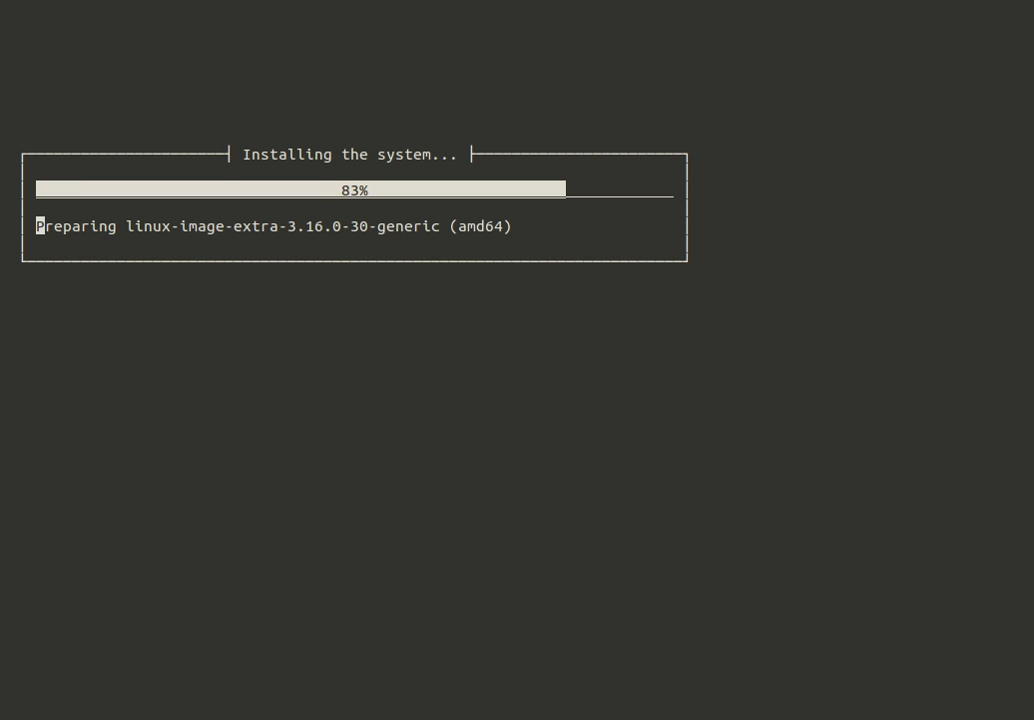 Installing the system...
83%
Preparing linux-image-extra-3.16.0-30-generic (amd64)